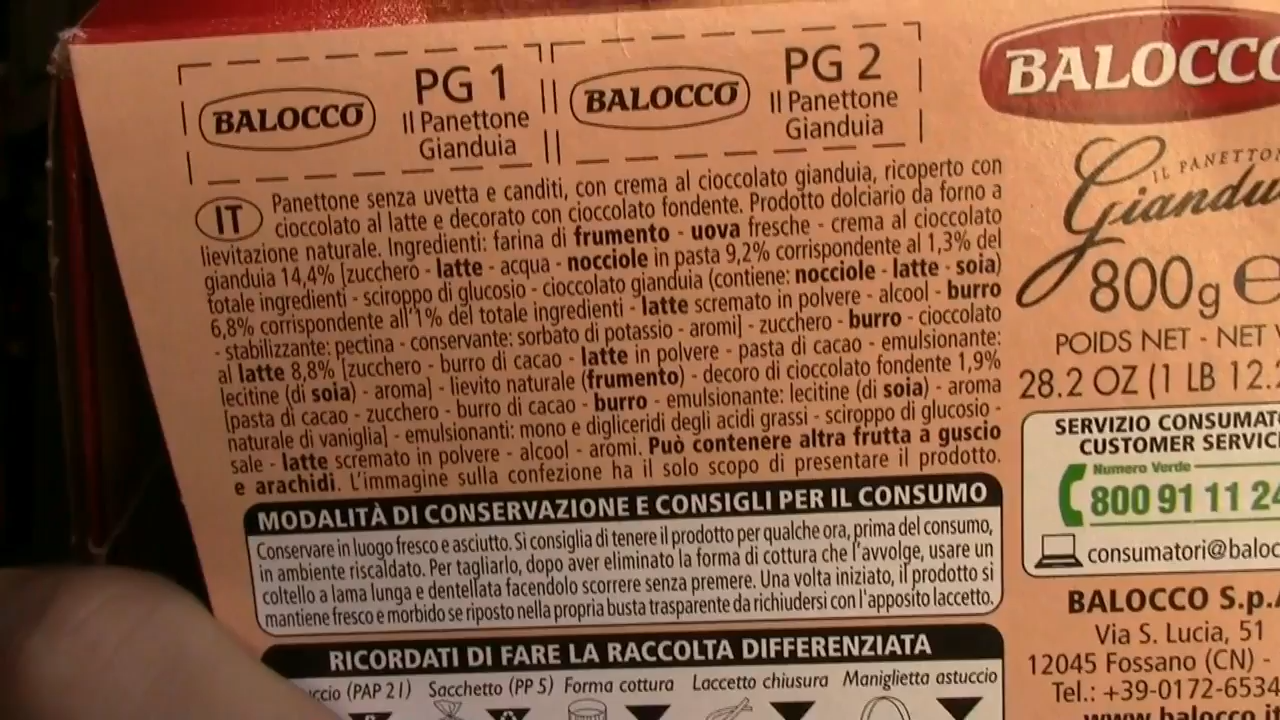 BALOCCO PG 1
Il Panettone
Gianduia
BALOCCO PG 2
Il Panettone
Gianduia
IT Panettone senza uvetta e canditi, con crema al cioccolato gianduia, ricoperto con
cioccolato al latte e decorato con cioccolato fondente. Prodotto dolciario da forno a
lievitazione naturale. Ingredienti: farina di frumento - uova fresche - crema al cioccolato
gianduia 14,4% [zucchero - latte - acqua - nocciole in pasta 9,2% corrispondente al 1,3% del
totale ingredienti - sciroppo di glucosio - cioccolato gianduia (contiene: nocciole - latte - soia)
6,8% corrispondente all'1% del totale ingredienti - latte scremato in polvere - alcool - burro
- stabilizzante: pectina - conservante: sorbato di potassio - aromi] - zucchero - burro - cioccolato
al latte 8,8% [zucchero - burro di cacao - latte in polvere - pasta di cacao - emulsionante:
lecitine (di soia) - aroma] - lievito naturale (frumento) - decoro di cioccolato fondente 1,9%
[pasta di cacao - zucchero - burro di cacao - burro - emulsionante: lecitine (di soia) - aroma
naturale di vaniglia] - emulsionanti: mono e digliceridi degli acidi grassi - sciroppo di glucosio -
sale - latte scremato in polvere - alcool - aromi. Può contenere altra frutta a guscio
e arachidi. L'immagine sulla confezione ha il solo scopo di presentare il prodotto.
MODALITÀ DI CONSERVAZIONE E CONSIGLI PER IL CONSUMO
Conservare in luogo fresco e asciutto. Si consiglia di tenere il prodotto per qualche ora, prima del consumo,
in ambiente riscaldato. Per tagliarlo, dopo aver eliminato la forma di cottura che l'avvolge, usare un
coltello a lama lunga e dentellata facendolo scorrere senza premere. Una volta iniziato, il prodotto si
mantiene fresco e morbido se riposto nella propria busta trasparente da richiudersi con l'apposito laccetto.
RICORDATI DI FARE LA RACCOLTA DIFFERENZIATA
ccio (PAP 21) Sacchetto (PP 5) Forma cottura Laccetto chiusura Maniglietta astuccio
BALOCCO
IL PANETTO
Giandu
800g e
POIDS NET - NET
28.2 OZ (1 LB 12.
SERVIZIO CONSUMAT
CUSTOMER SERVIC
Numero Verde
800 91 11 24
consumatori@baloc
BALOCCO S.p.A
Via S. Lucia, 51
12045 Fossano (CN) -
Tel.: +39-0172-6534
www.balocco.it